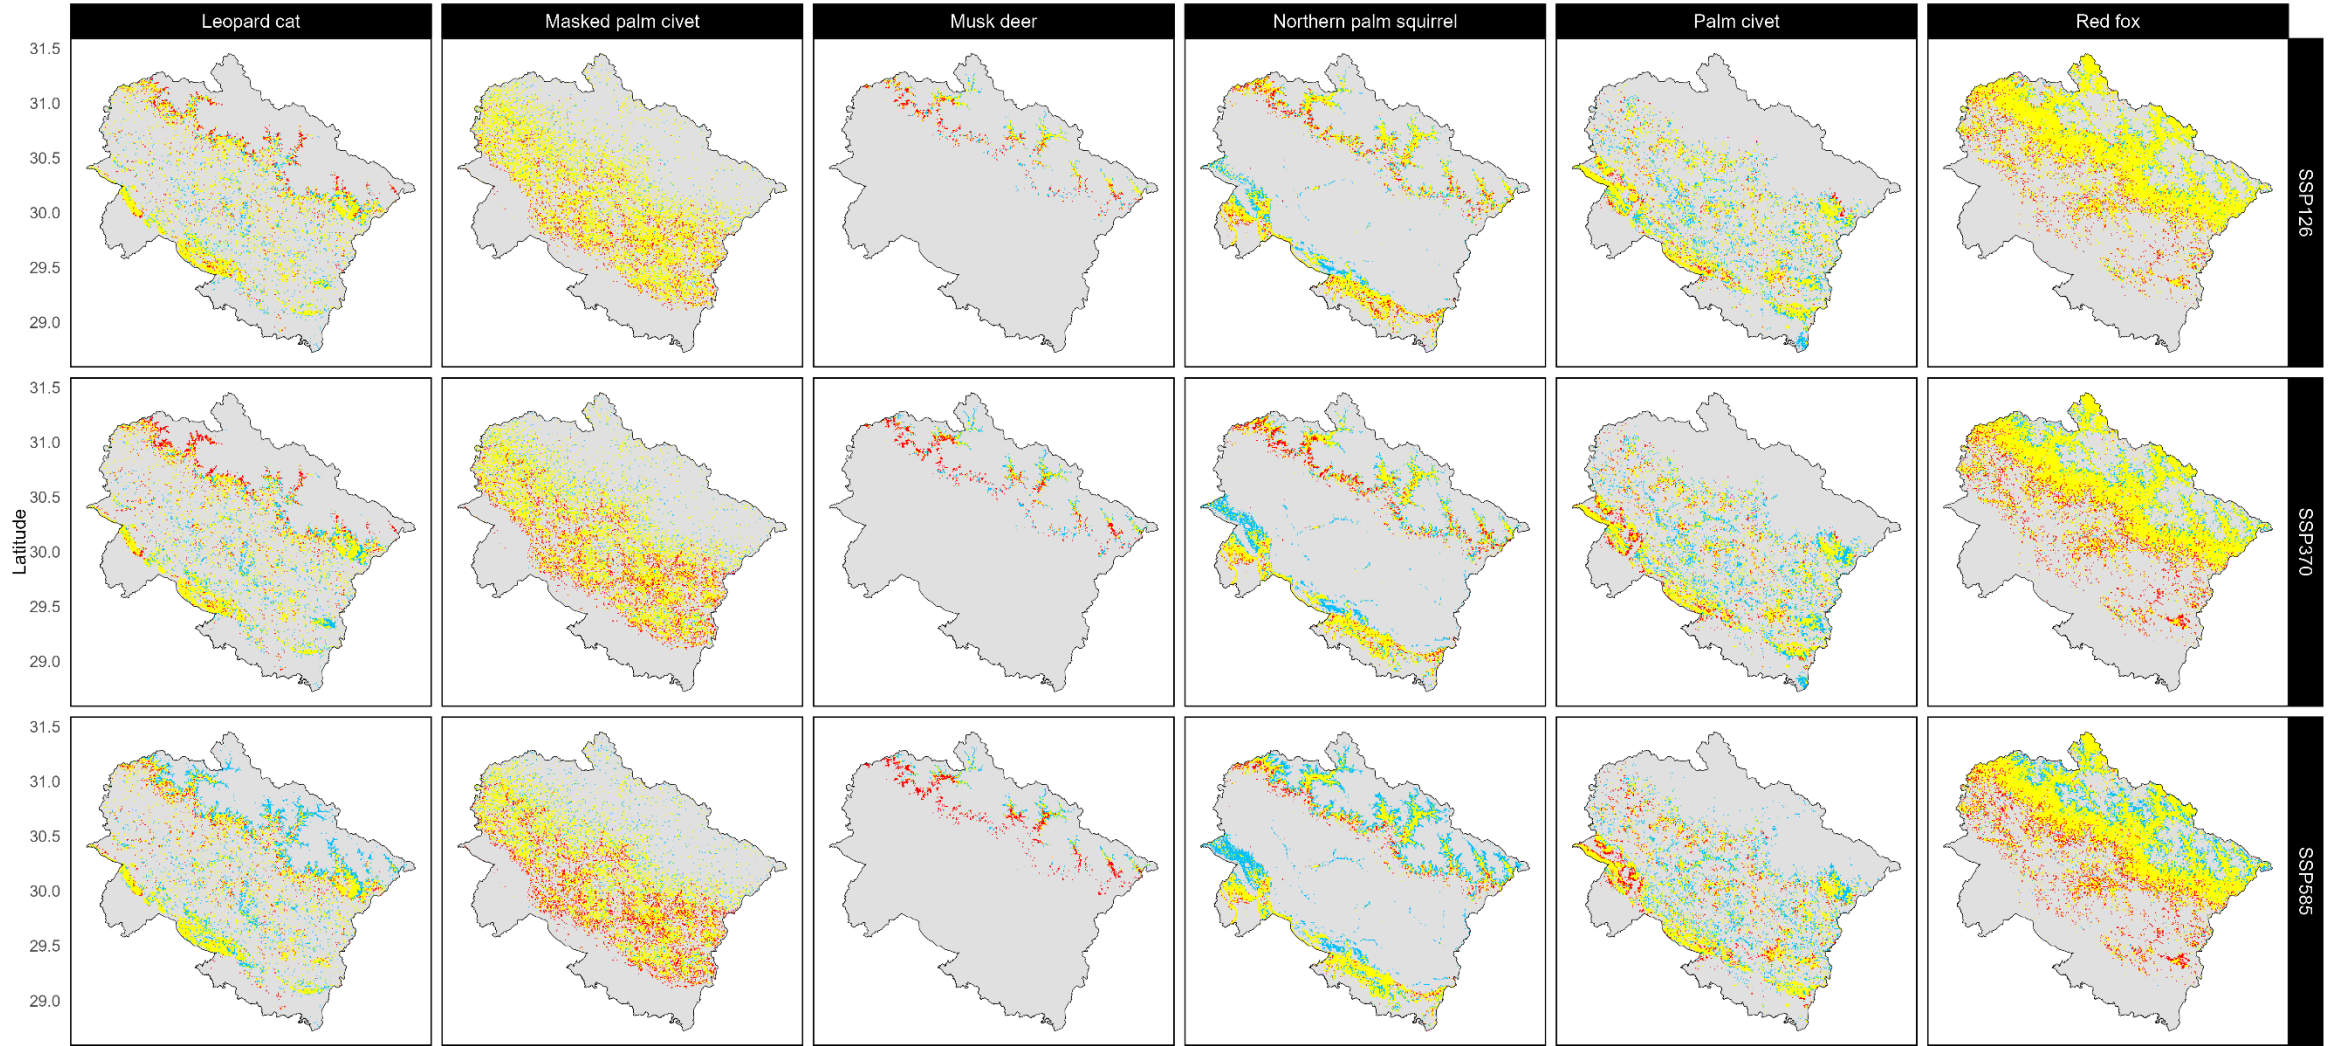 Leopard cat
Masked palm civet
Musk deer
Northern palm squirrel
Palm civet
Red fox
31.5
31.0
30.5
30.0
29.5
29.0
SSP126
31.5
31.0
30.5
30.0
29.5
29.0
Latitude
SSP370
31.5
31.0
30.5
30.0
29.5
29.0
SSP585